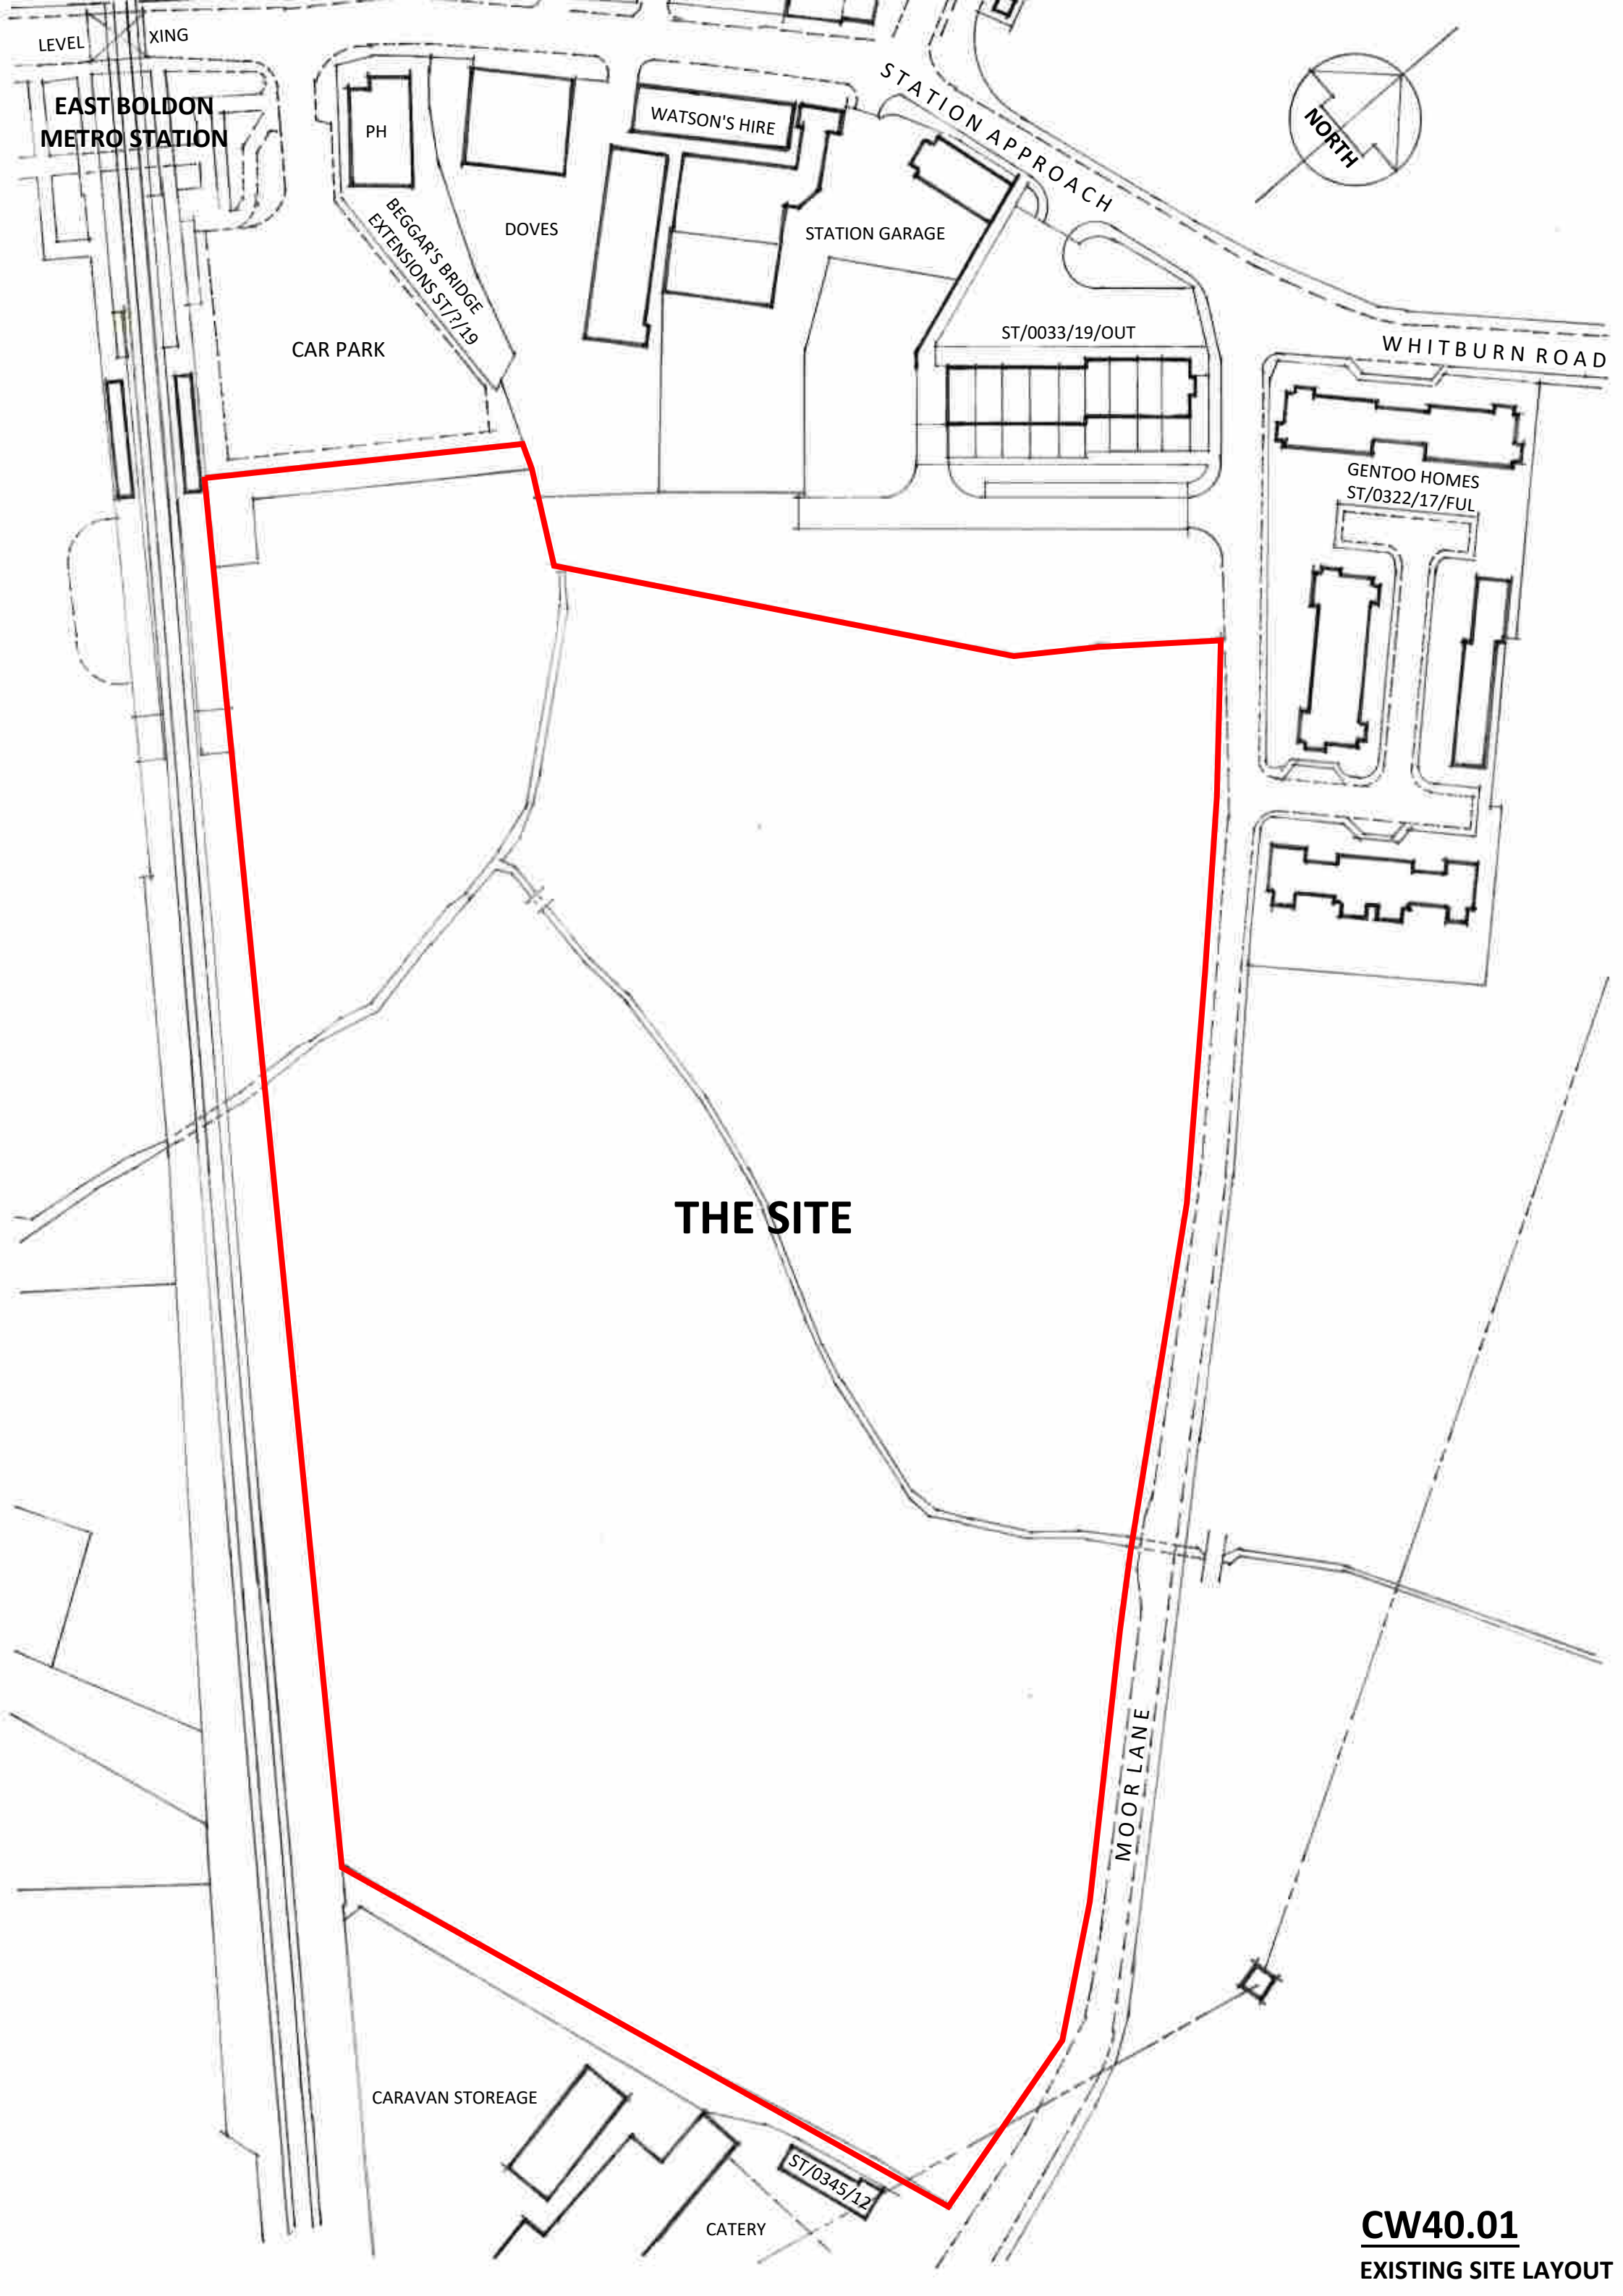 LEVEL XING
EAST BOLDON
METRO STATION
PH
WATSON'S HIRE
STATION APPROACH
NORTH
BEGGAR'S BRIDGE
EXTENSIONS ST/?/19
DOVES
STATION GARAGE
CAR PARK
ST/0033/19/OUT
WHITBURN ROAD
GENTOO HOMES
ST/0322/17/FUL
THE SITE
MOOR LANE
CARAVAN STOREAGE
ST/0345/12
CATERY
CW40.01
EXISTING SITE LAYOUT